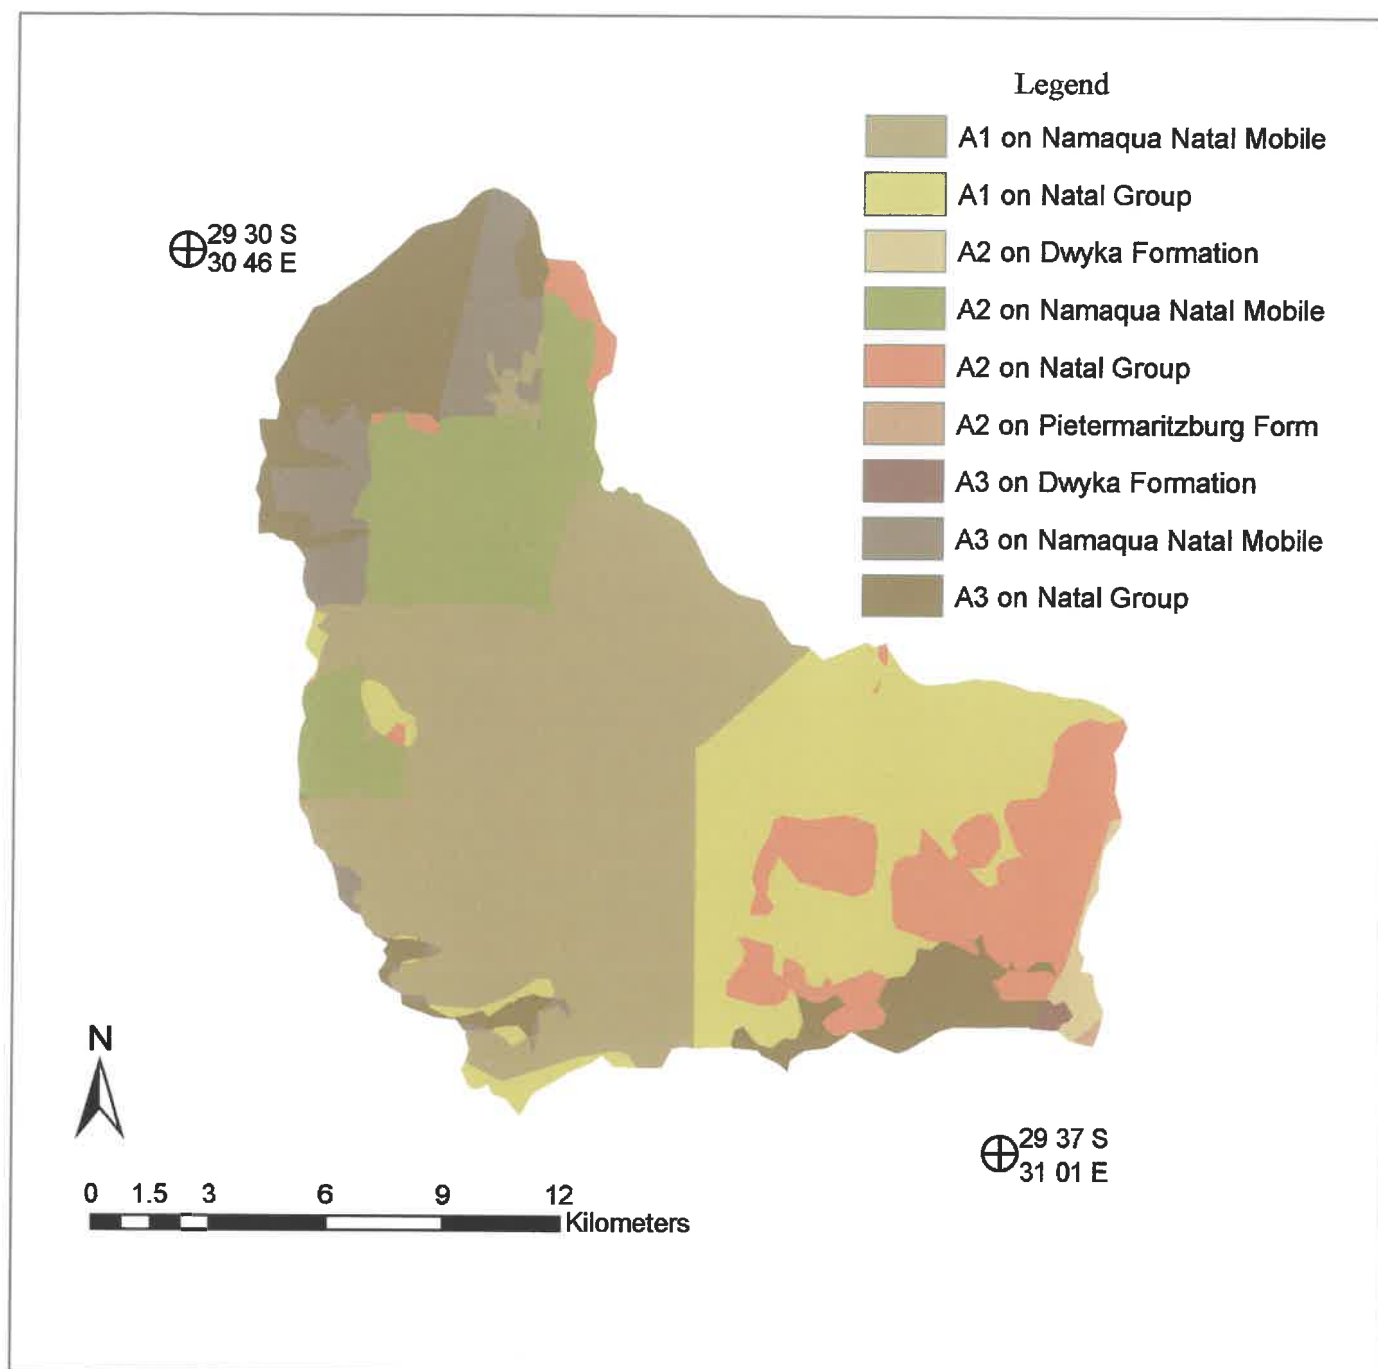 Legend
A1 on Namaqua Natal Mobile
A1 on Natal Group
A2 on Dwyka Formation
A2 on Namaqua Natal Mobile
A2 on Natal Group
A2 on Pietermaritzburg Form
A3 on Dwyka Formation
A3 on Namaqua Natal Mobile
A3 on Natal Group
29 30 S
30 46 E
N
29 37 S
31 01 E
0 1.5 3 6 9 12
Kilometers